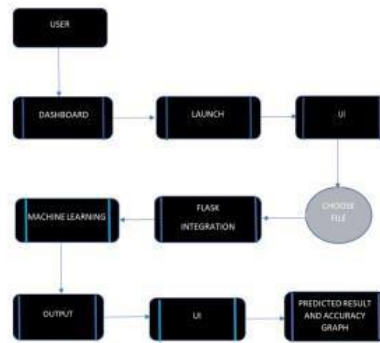 USER
DASHBOARD
LAUNCH
UI
CHOOSE
FILE
FLASK
INTEGRATION
MACHINE LEARNING
OUTPUT
UI
PREDICTED RESULT
AND ACCURACY
GRAPH